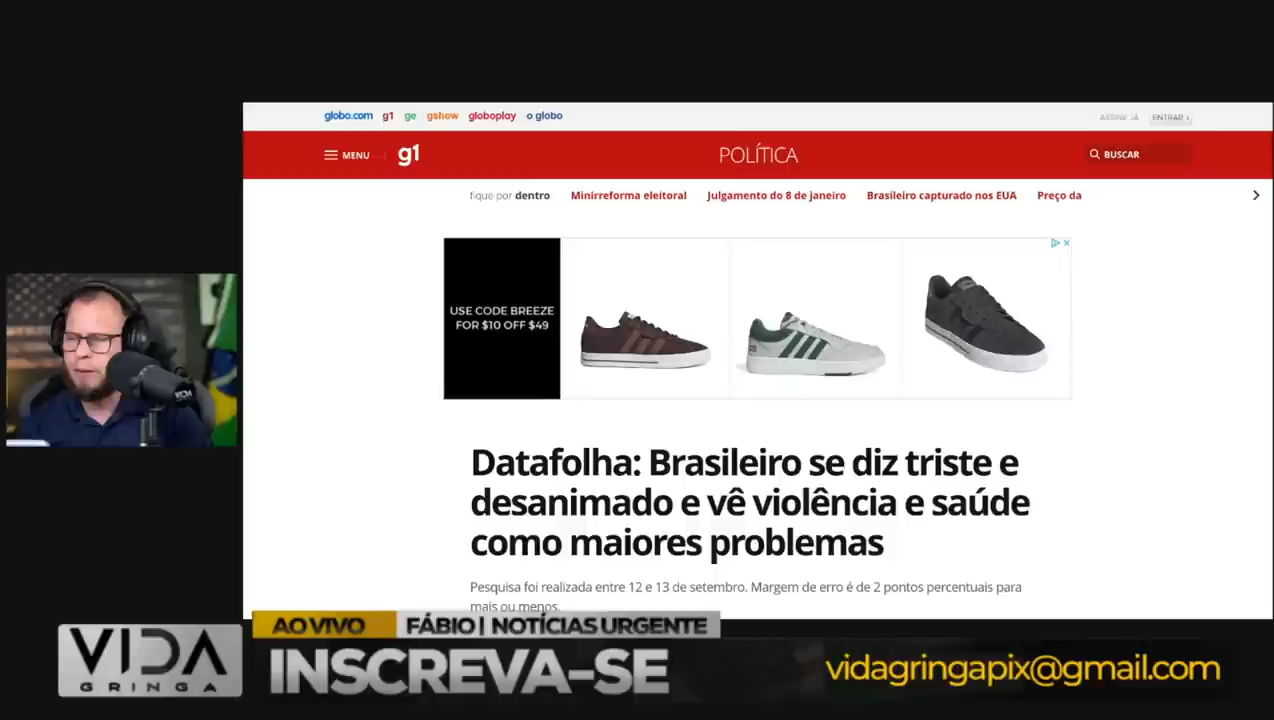 globo.com g1 ge gshow globoplay o globo ASSINE JÁ ENTRAR ›
MENU g1 POLÍTICA BUSCAR
fique por dentro Minirreforma eleitoral Julgamento do 8 de janeiro Brasileiro capturado nos EUA Preço da
USE CODE BREEZE
FOR $10 OFF $49
Datafolha: Brasileiro se diz triste e
desanimado e vê violência e saúde
como maiores problemas
Pesquisa foi realizada entre 12 e 13 de setembro. Margem de erro é de 2 pontos percentuais para
mais ou menos.
AO VIVO FÁBIO | NOTÍCIAS URGENTE
VIDA
GRINGA
INSCREVA-SE
vidagringapix@gmail.com